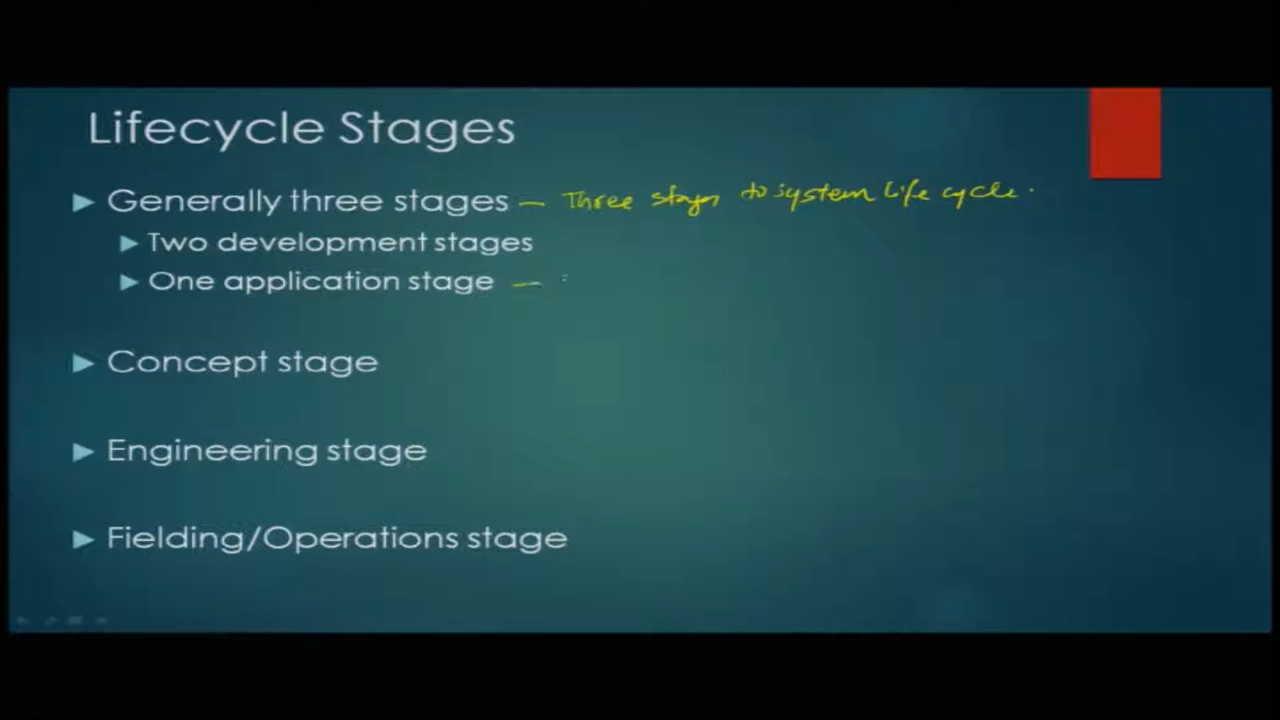 Lifecycle Stages
Generally three stages – Three stages to system Life cycle.
Two development stages
One application stage –
Concept stage
Engineering stage
Fielding/Operations stage